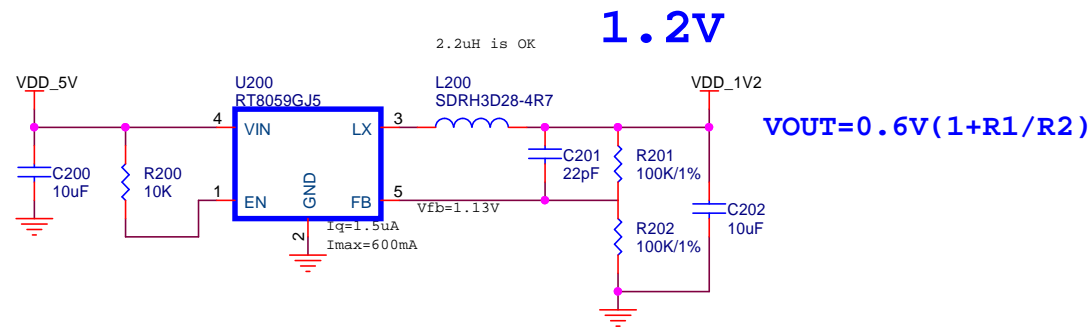 1.2V
2.2uH is OK
VDD_5V
U200
RT8059GJ5
L200
SDRH3D28-4R7
VDD_1V2
4
VIN
LX
3
VOUT=0.6V(1+R1/R2)
C200
10uF
R200
10K
1
EN
GND
FB
5
2
C201
22pF
R201
100K/1%
Vfb=1.13V
Iq=1.5uA
Imax=600mA
R202
100K/1%
C202
10uF